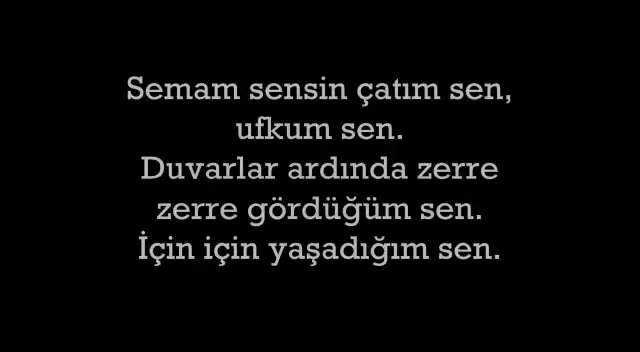 Semam sensin çatım sen,
ufkum sen.
Duvarlar ardında zerre
zerre gördüğüm sen.
İçin için yaşadığım sen.